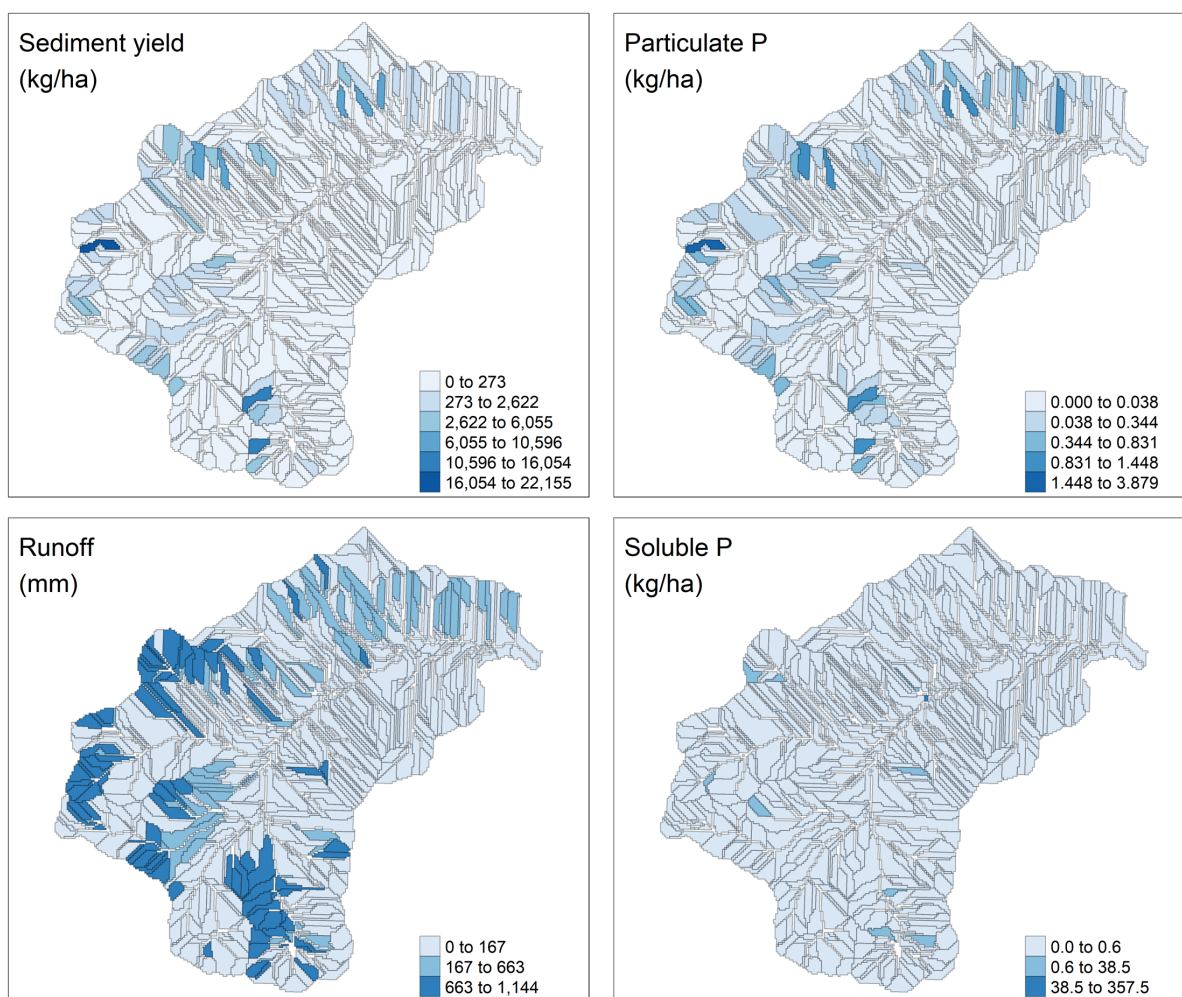 Sediment yield
(kg/ha)
0 to 273
273 to 2,622
2,622 to 6,055
6,055 to 10,596
10,596 to 16,054
16,054 to 22,155
Particulate P
(kg/ha)
0.000 to 0.038
0.038 to 0.344
0.344 to 0.831
0.831 to 1.448
1.448 to 3.879
Runoff
(mm)
0 to 167
167 to 663
663 to 1,144
Soluble P
(kg/ha)
0.0 to 0.6
0.6 to 38.5
38.5 to 357.5